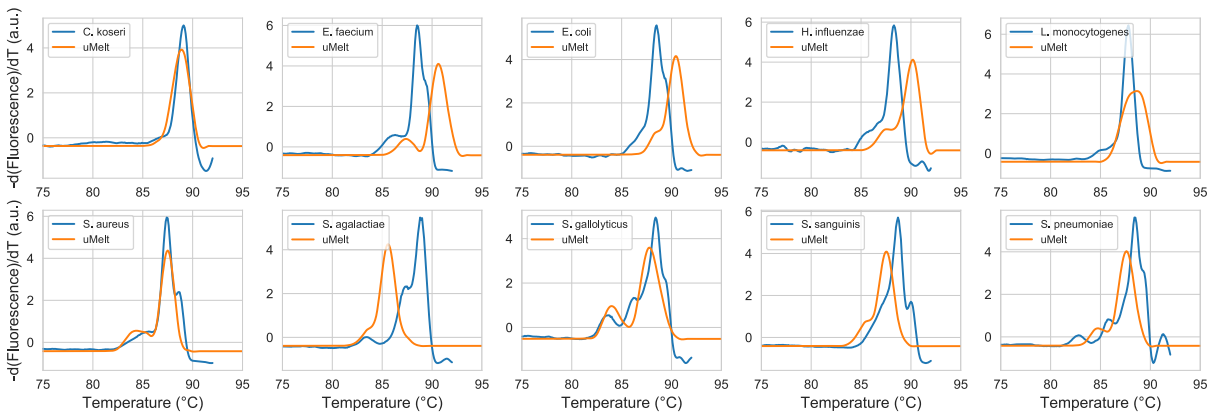 −d(Fluorescence)/dT (a.u.)
C. koseri
uMelt
4
2
0
75 80 85 90 95
E. faecium
uMelt
6
4
2
0
75 80 85 90 95
E. coli
uMelt
4
2
0
75 80 85 90 95
H. influenzae
uMelt
6
4
2
0
75 80 85 90 95
L. monocytogenes
uMelt
4
2
0
75 80 85 90 95
−d(Fluorescence)/dT (a.u.)
S. aureus
uMelt
6
4
2
0
75 80 85 90 95
Temperature (°C)
S. agalactiae
uMelt
4
2
0
75 80 85 90 95
Temperature (°C)
S. gallolyticus
uMelt
4
2
0
75 80 85 90 95
Temperature (°C)
S. sanguinis
uMelt
6
4
2
0
75 80 85 90 95
Temperature (°C)
S. pneumoniae
uMelt
6
4
2
0
75 80 85 90 95
Temperature (°C)